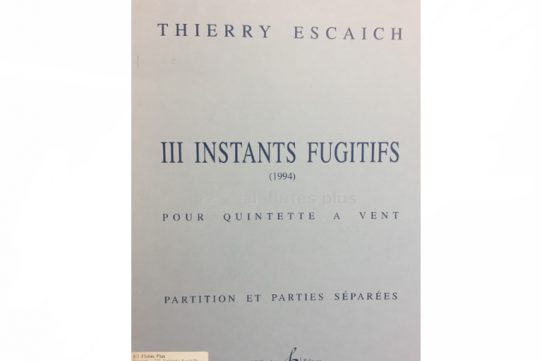 THIERRY ESCAICH
III INSTANTS FUGITIFS
(1994)
POUR QUINTETTE A VENT
PARTITION ET PARTIES SÉPARÉES